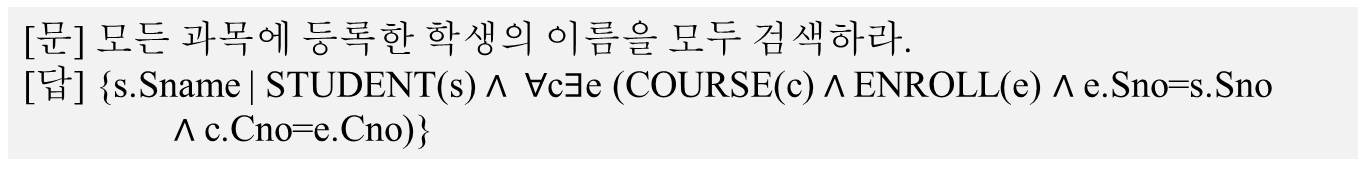 [문] 모든 과목에 등록한 학생의 이름을 모두 검색하라.
[답] {s.Sname | STUDENT(s) ∧ ∀c∃e (COURSE(c) ∧ ENROLL(e) ∧ e.Sno=s.Sno
∧ c.Cno=e.Cno)}